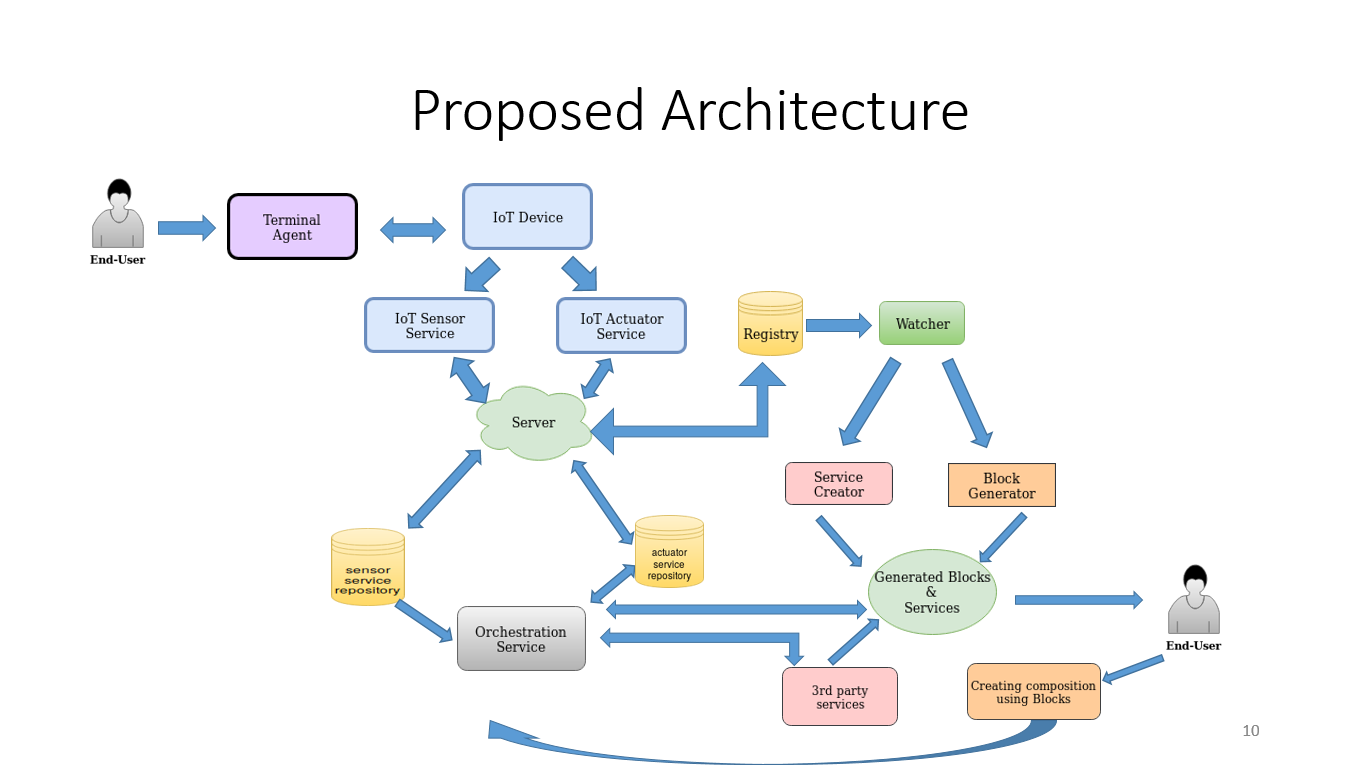 Proposed Architecture
End-User
Terminal
Agent
IoT Device
IoT Sensor
Service
IoT Actuator
Service
Registry
Watcher
Server
Service
Creator
Block
Generator
sensor
service
repository
actuator
service
repository
Generated Blocks
&
Services
Orchestration
Service
End-User
3rd party
services
Creating composition
using Blocks
10